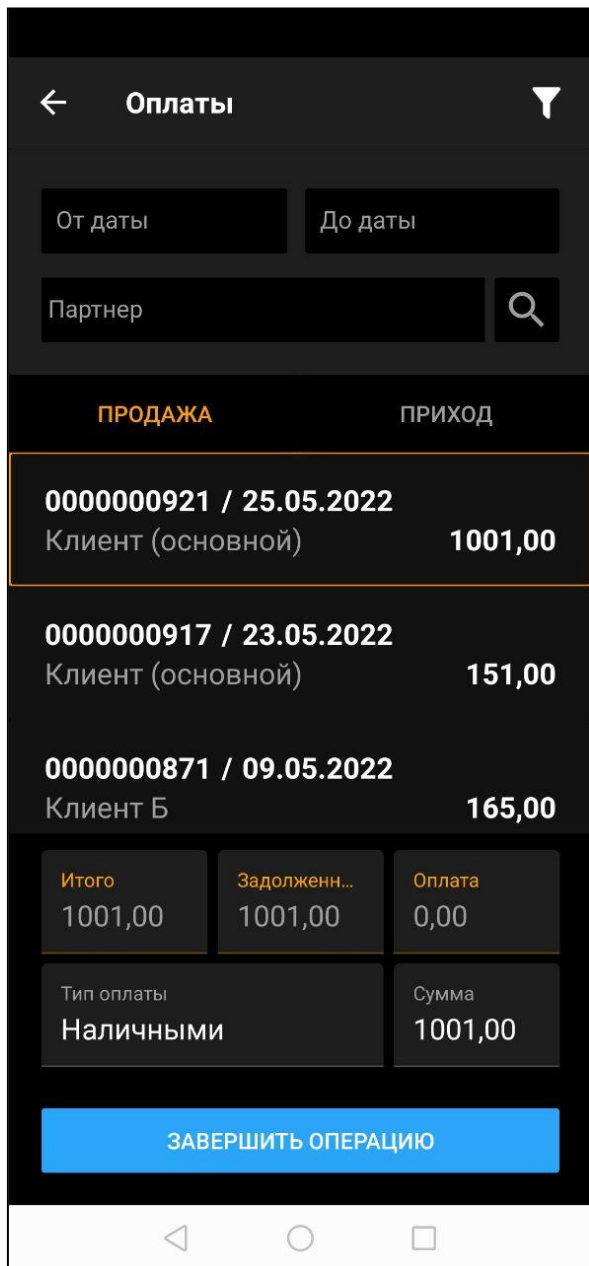 Оплаты
От даты До даты
Партнер
ПРОДАЖА ПРИХОД
0000000921 / 25.05.2022
Клиент (основной) 1001,00
0000000917 / 23.05.2022
Клиент (основной) 151,00
0000000871 / 09.05.2022
Клиент Б 165,00
Итого Задолженн... Оплата
1001,00 1001,00 0,00
Тип оплаты Сумма
Наличными 1001,00
ЗАВЕРШИТЬ ОПЕРАЦИЮ